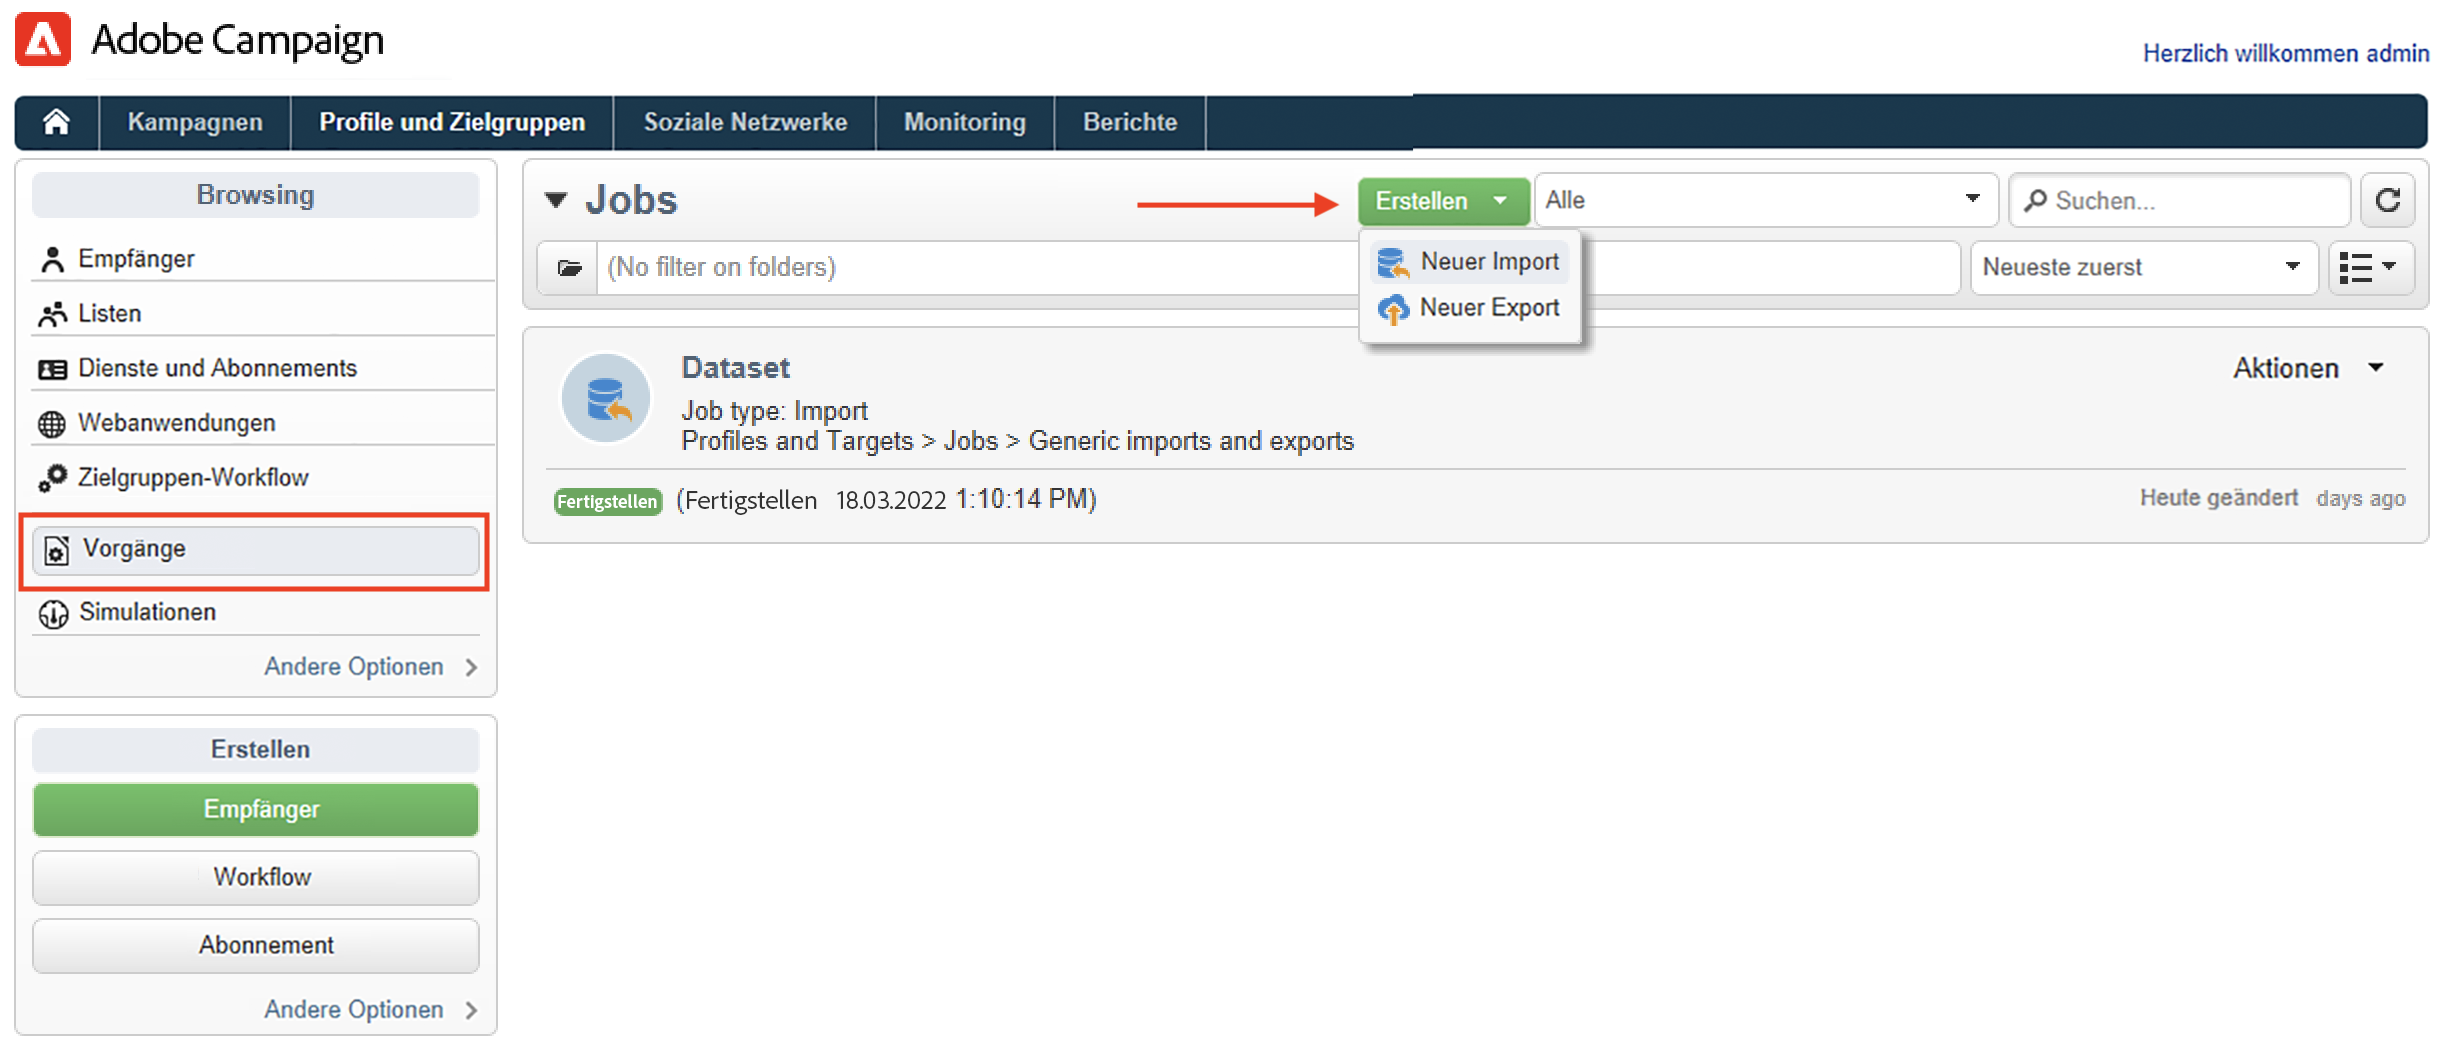 Adobe Campaign
Herzlich willkommen admin
Kampagnen Profile und Zielgruppen Soziale Netzwerke Monitoring Berichte
Browsing
Empfänger
Listen
Dienste und Abonnements
Webanwendungen
Zielgruppen-Workflow
Vorgänge
Simulationen
Andere Optionen
Erstellen
Empfänger
Workflow
Abonnement
Andere Optionen
Jobs Erstellen Alle Suchen...
(No filter on folders) Neueste zuerst
Neuer Import
Neuer Export
Dataset Aktionen
Job type: Import
Profiles and Targets > Jobs > Generic imports and exports
Fertigstellen (Fertigstellen 18.03.2022 1:10:14 PM) Heute geändert days ago